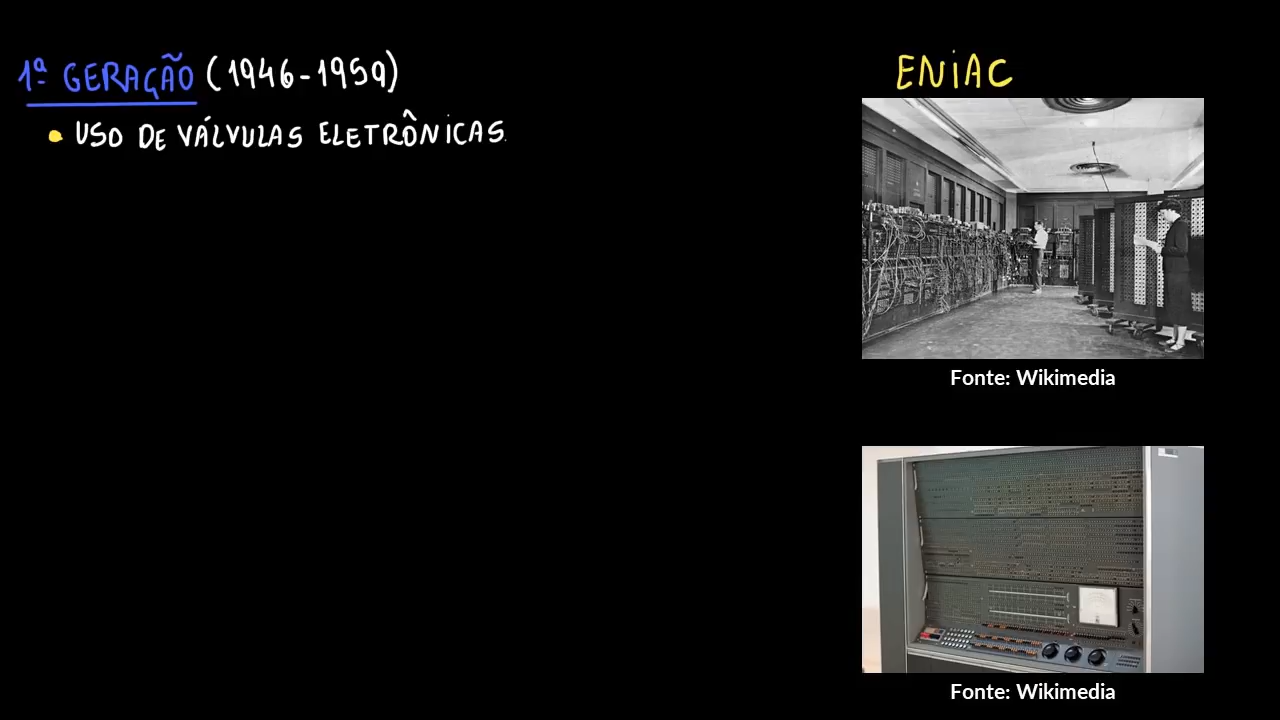 1ª GERAÇÃO (1946-1959)
• USO DE VÁLVULAS ELETRÔNICAS.
ENIAC
Fonte: Wikimedia
Fonte: Wikimedia